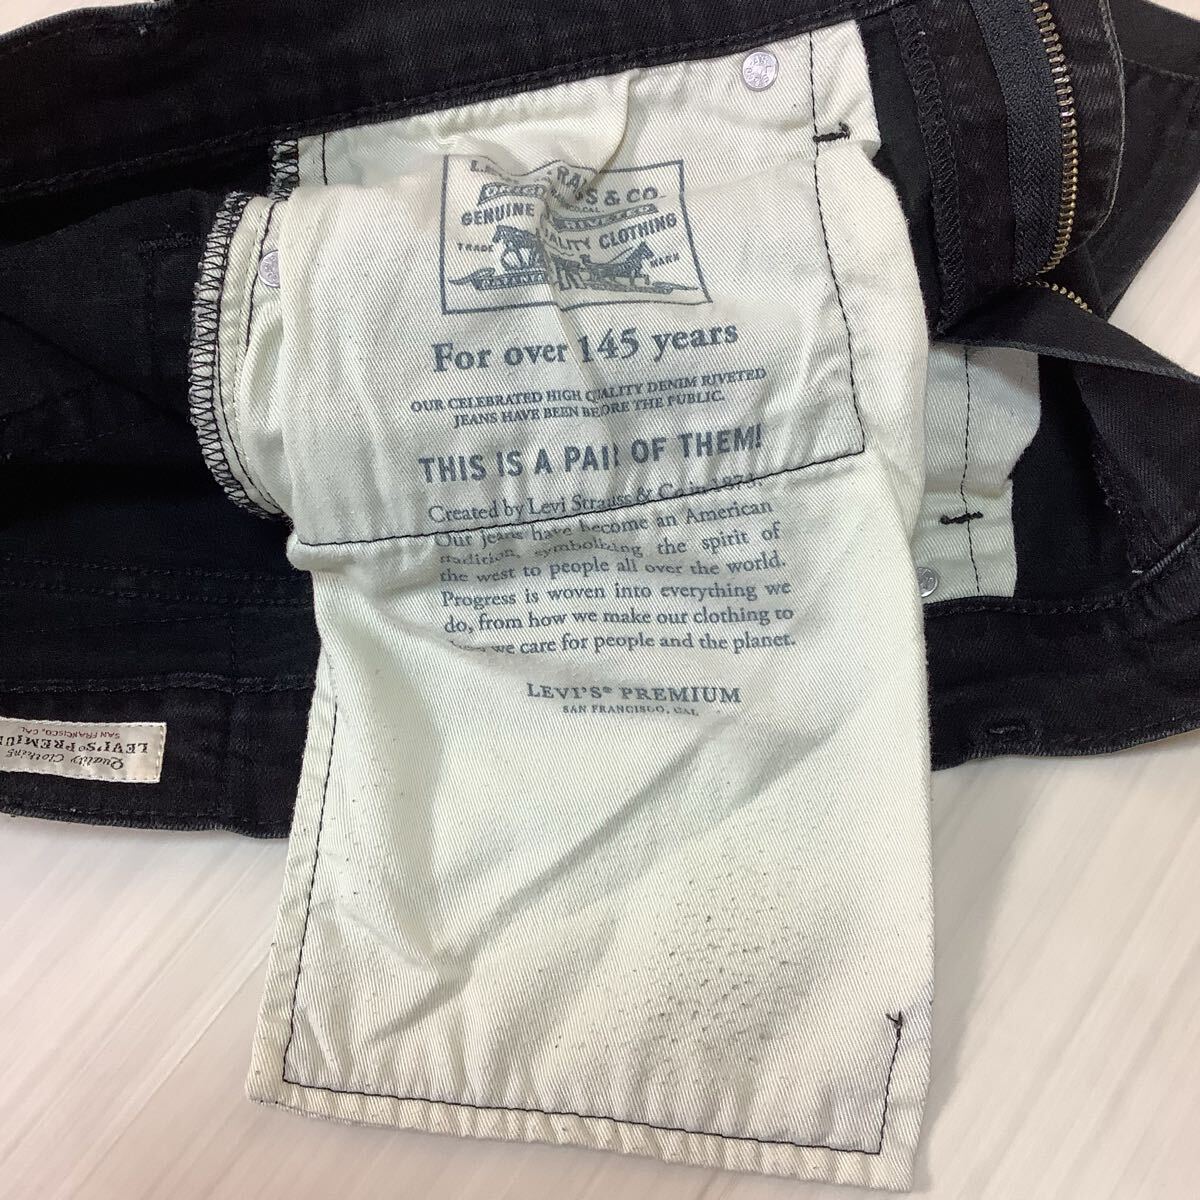 & CO.
GENUINE
QUALITY CLOTHING
TRADE MARK
For over 145 years
OUR CELEBRATED HIGH QUALITY DENIM RIVETED
JEANS HAVE BEEN BEFORE THE PUBLIC.
THIS IS A PAIR OF THEM!
Created by Levi Strauss & Co. in
Our jeans have become an American
tradition, symbolizing the spirit of
the west to people all over the world.
Progress is woven into everything we
do, from how we make our clothing to
we care for people and the planet.
LEVI'S® PREMIUM
SAN FRANCISCO, CAL
Quality Clothing
LEVI'S® PREMIUM
SAN FRANCISCO, CAL